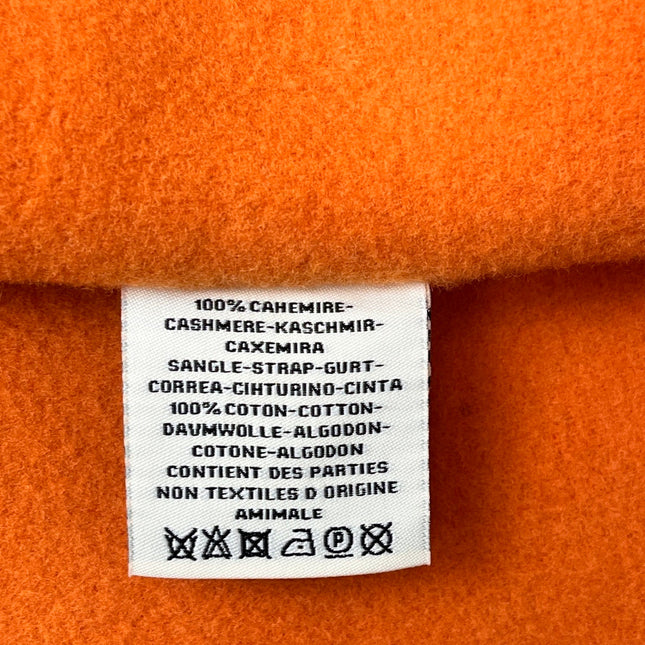 100% CAHEMIRE-
CASHMERE-KASCHMIR-
CAXEMIRA
SANGLE-STRAP-GURT-
CORREA-CIHTURINO-CINTA
100% COTON-COTTON-
DAVMWOLLE-ALGODON-
COTONE-ALGODON
CONTIENT DES PARTIES
NON TEXTILES D ORIGINE
AMIMALE
P